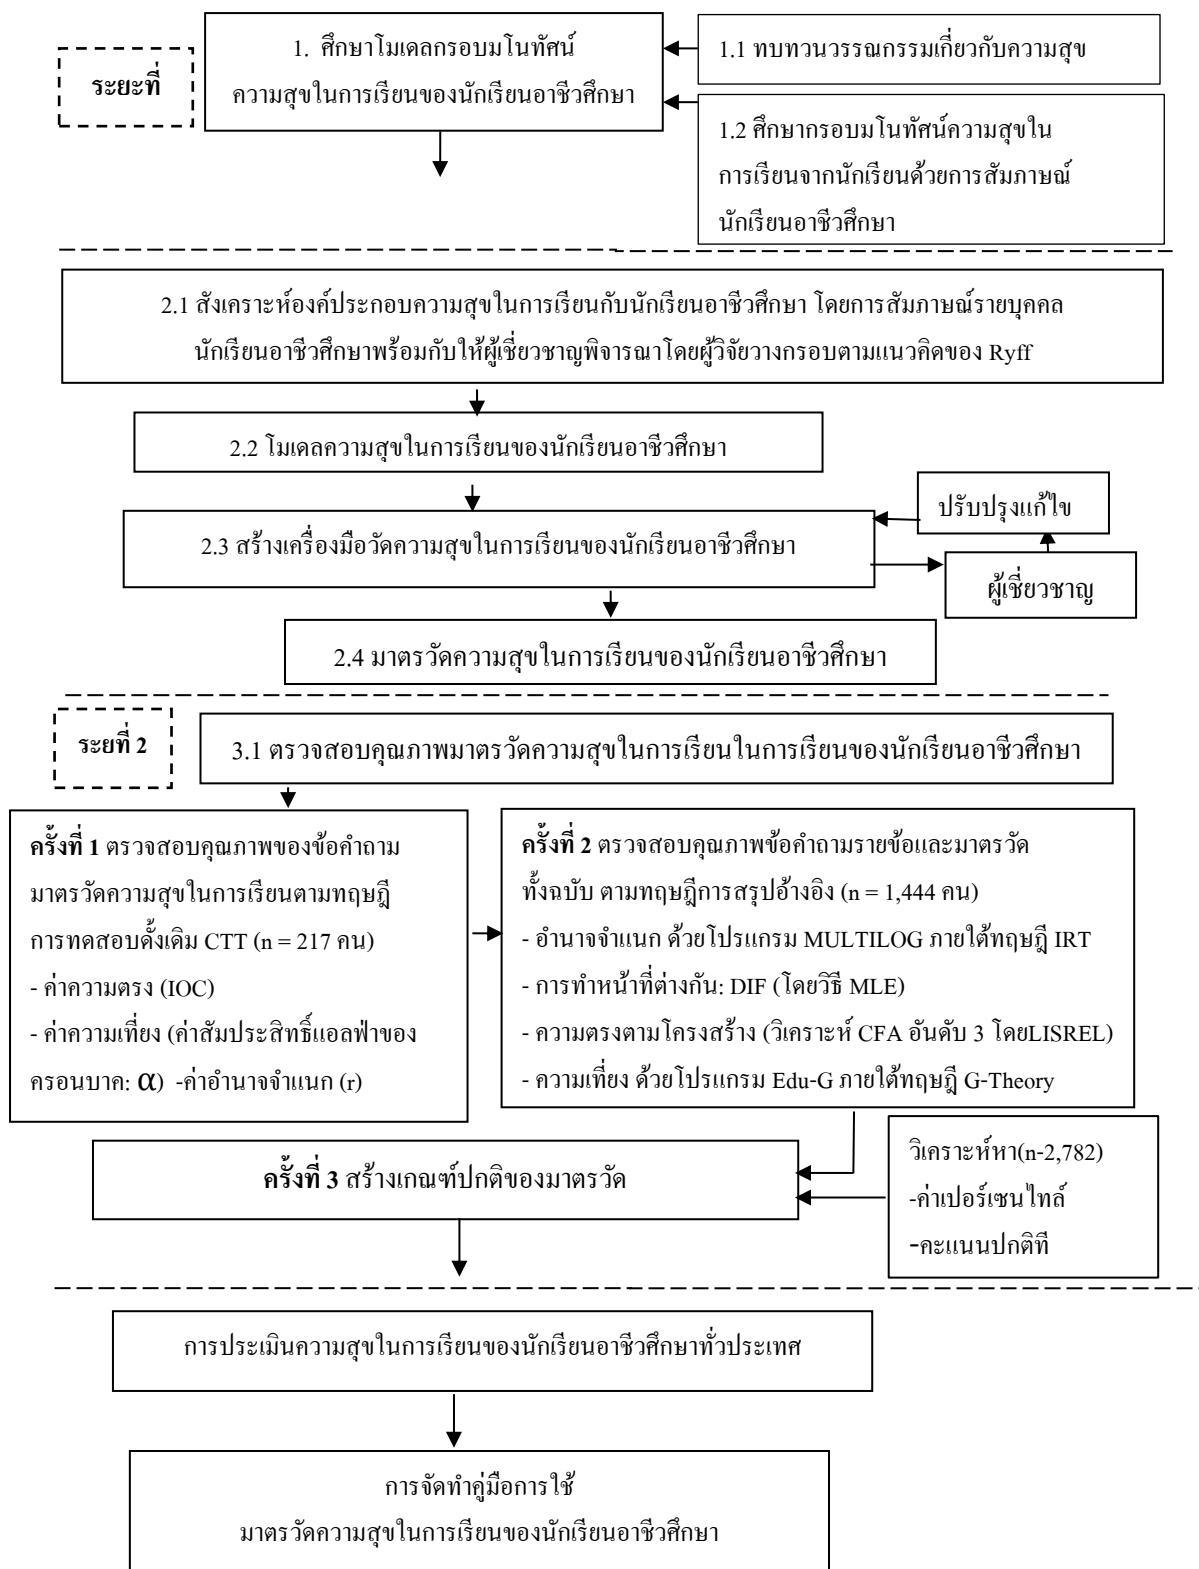 ระยะที่
1. ศึกษาโมเดลกรอบมโนทัศน์
ความสุขในการเรียนของนักเรียนอาชีวศึกษา
1.1 ทบทวนวรรณกรรมเกี่ยวกับความสุข
1.2 ศึกษากรอบมโนทัศน์ความสุขใน
การเรียนจากนักเรียนด้วยการสัมภาษณ์
นักเรียนอาชีวศึกษา
2.1 สังเคราะห์องค์ประกอบความสุขในการเรียนกับนักเรียนอาชีวศึกษา โดยการสัมภาษณ์รายบุคคล
นักเรียนอาชีวศึกษาพร้อมกับให้ผู้เชี่ยวชาญพิจารณาโดยผู้วิจัยวางกรอบตามแนวคิดของ Ryff
2.2 โมเดลความสุขในการเรียนของนักเรียนอาชีวศึกษา
ปรับปรุงแก้ไข
2.3 สร้างเครื่องมือวัดความสุขในการเรียนของนักเรียนอาชีวศึกษา
ผู้เชี่ยวชาญ
2.4 มาตรวัดความสุขในการเรียนของนักเรียนอาชีวศึกษา
ระยที่ 2
3.1 ตรวจสอบคุณภาพมาตรวัดความสุขในการเรียนในการเรียนของนักเรียนอาชีวศึกษา
ครั้งที่ 1 ตรวจสอบคุณภาพของข้อคำถาม
มาตรวัดความสุขในการเรียนตามทฤษฎี
การทดสอบดั้งเดิม CTT (n = 217 คน)
- ค่าความตรง (IOC)
- ค่าความเที่ยง (ค่าสัมประสิทธิ์แอลฟ่าของ
ครอนบาค: α) -ค่าอำนาจจำแนก (r)
ครั้งที่ 2 ตรวจสอบคุณภาพข้อคำถามรายข้อและมาตรวัด
ทั้งฉบับ ตามทฤษฎีการสรุปอ้างอิง (n = 1,444 คน)
- อำนาจจำแนก ด้วยโปรแกรม MULTILOG ภายใต้ทฤษฎี IRT
- การทำหน้าที่ต่างกัน: DIF (โดยวิธี MLE)
- ความตรงตามโครงสร้าง (วิเคราะห์ CFA อันดับ 3 โดยLISREL)
- ความเที่ยง ด้วยโปรแกรม Edu-G ภายใต้ทฤษฎี G-Theory
ครั้งที่ 3 สร้างเกณฑ์ปกติของมาตรวัด
วิเคราะห์หา(n-2,782)
-ค่าเปอร์เซนไทล์
-คะแนนปกติที
การประเมินความสุขในการเรียนของนักเรียนอาชีวศึกษาทั่วประเทศ
การจัดทำคู่มือการใช้
มาตรวัดความสุขในการเรียนของนักเรียนอาชีวศึกษา